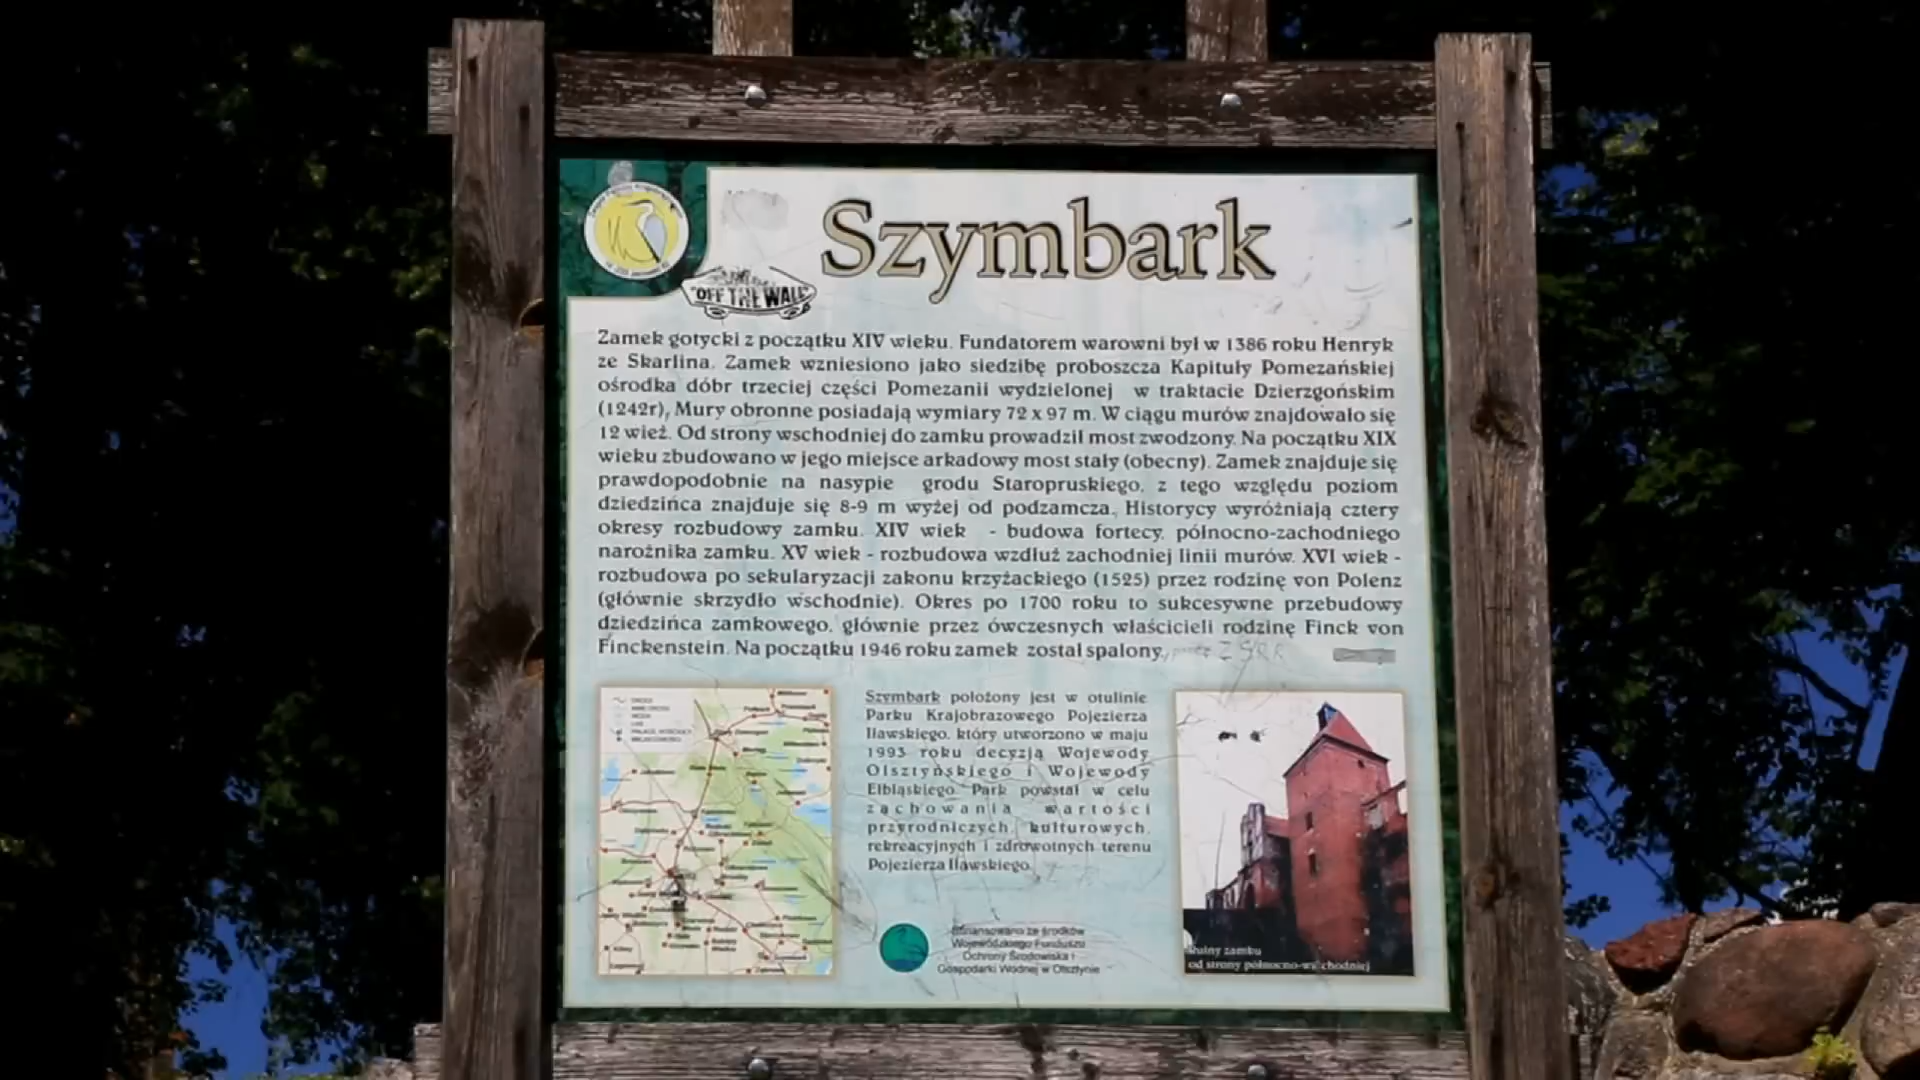 Szymbark
"OFF THE WALL"
Zamek gotycki z początku XIV wieku. Fundatorem warowni był w 1386 roku Henryk
ze Skarlina. Zamek wzniesiono jako siedzibę proboszcza Kapituły Pomezańskiej
ośrodka dóbr trzeciej części Pomezanii wydzielonej w traktacie Dzierzgońskim
(1242r), Mury obronne posiadają wymiary 72 x 97 m. W ciągu murów znajdowało się
12 wież. Od strony wschodniej do zamku prowadził most zwodzony. Na początku XIX
wieku zbudowano w jego miejsce arkadowy most stały (obecny). Zamek znajduje się
prawdopodobnie na nasypie grodu Staropruskiego, z tego względu poziom
dziedzińca znajduje się 8-9 m wyżej od podzamcza., Historycy wyróżniają cztery
okresy rozbudowy zamku. XIV wiek - budowa fortecy, północno-zachodniego
narożnika zamku. XV wiek - rozbudowa wzdłuż zachodniej linii murów. XVI wiek -
rozbudowa po sekularyzacji zakonu krzyżackiego (1525) przez rodzinę von Polenz
(głównie skrzydło wschodnie). Okres po 1700 roku to sukcesywne przebudowy
dziedzińca zamkowego, głównie przez ówczesnych właścicieli rodzinę Finck von
Finckenstein. Na początku 1946 roku zamek został spalony.
Szymbark położony jest w otulinie
Parku Krajobrazowego Pojezierza
Iławskiego, który utworzono w maju
1993 roku decyzją Wojewody
Olsztyńskiego i Wojewody
Elbląskiego. Park powstał w celu
zachowania wartości
przyrodniczych, kulturowych,
rekreacyjnych i zdrowotnych terenu
Pojezierza Iławskiego.
Sfinansowano ze środków
Wojewódzkiego Funduszu
Ochrony Środowiska i
Gospodarki Wodnej w Olsztynie
Ruiny zamku
od strony północno-wschodniej